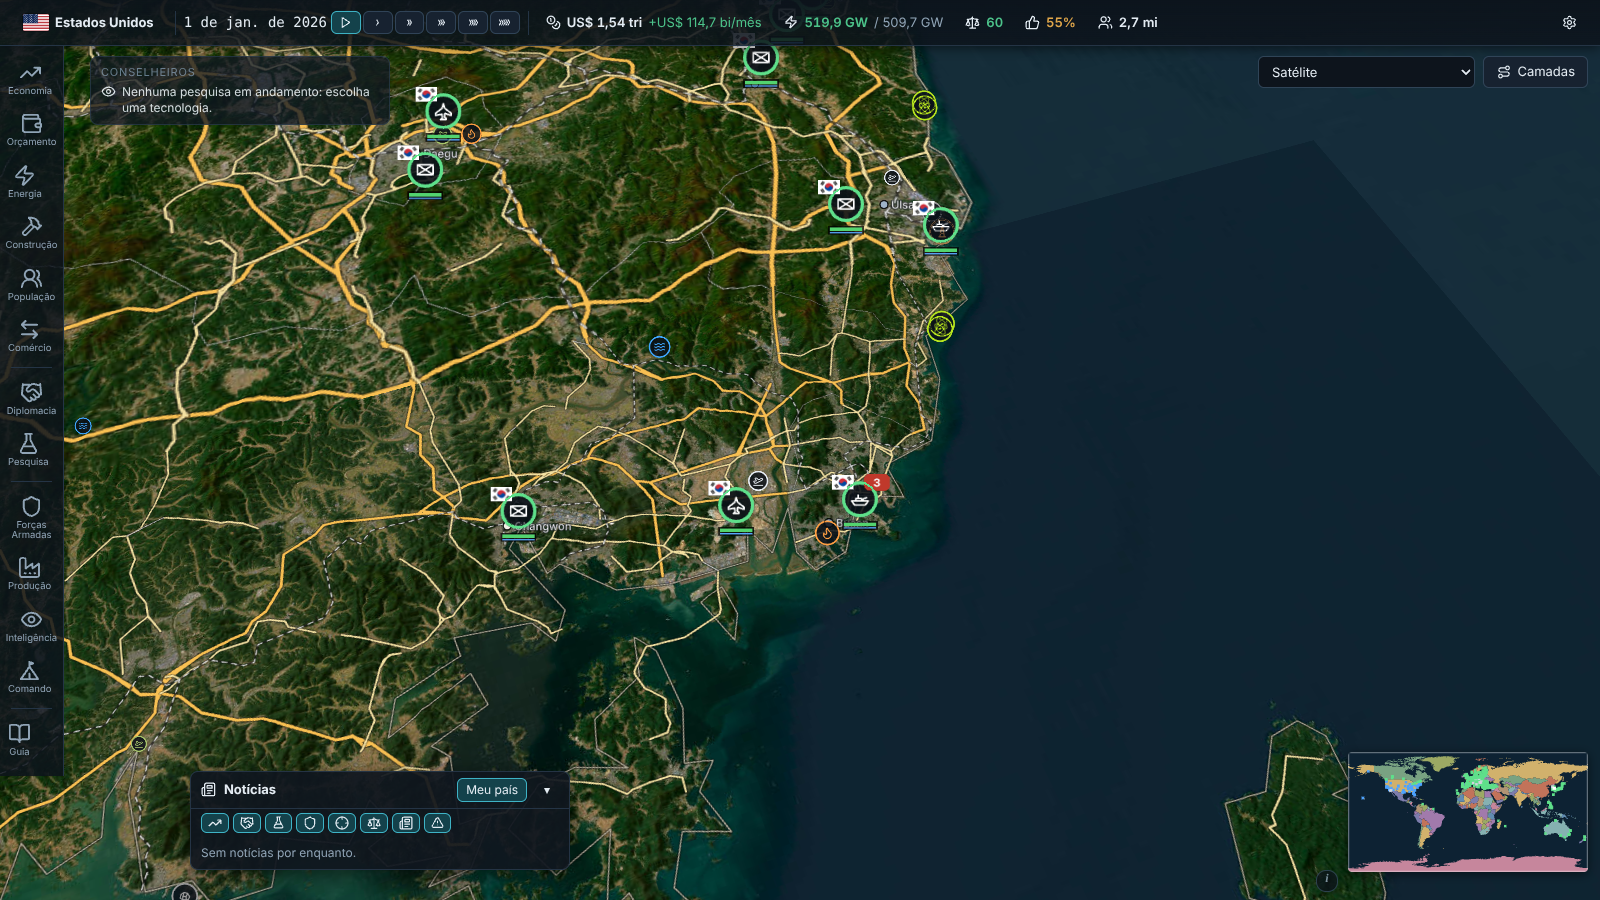 Estados Unidos
1 de jan. de 2026
US$ 1,54 tri +US$ 114,7 bi/mês
519,9 GW / 509,7 GW
60
55%
2,7 mi
Economia
Orçamento
Energia
Construção
População
Comércio
Diplomacia
Pesquisa
Forças
Armadas
Produção
Inteligência
Comando
Guia
CONSELHEIROS
Nenhuma pesquisa em andamento: escolha
uma tecnologia.
Satélite
Camadas
Daegu
Changwon
3
Notícias
Meu país
Sem notícias por enquanto.
i